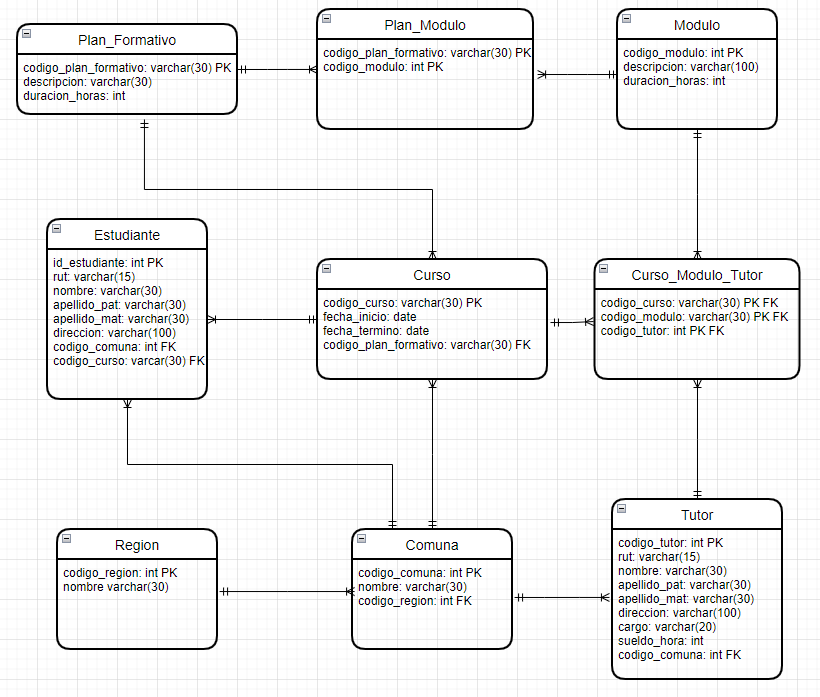 Plan_Formativo
codigo_plan_formativo: varchar(30) PK
descripcion: varchar(30)
duracion_horas: int
Plan_Modulo
codigo_plan_formativo: varchar(30) PK
codigo_modulo: int PK
Modulo
codigo_modulo: int PK
descripcion: varchar(100)
duracion_horas: int
Estudiante
id_estudiante: int PK
rut: varchar(15)
nombre: varchar(30)
apellido_pat: varchar(30)
apellido_mat: varchar(30)
direccion: varchar(100)
codigo_comuna: int FK
codigo_curso: varcar(30) FK
Curso
codigo_curso: varchar(30) PK
fecha_inicio: date
fecha_termino: date
codigo_plan_formativo: varchar(30) FK
Curso_Modulo_Tutor
codigo_curso: varchar(30) PK FK
codigo_modulo: varchar(30) PK FK
codigo_tutor: int PK FK
Region
codigo_region: int PK
nombre varchar(30)
Comuna
codigo_comuna: int PK
nombre: varchar(30)
codigo_region: int FK
Tutor
codigo_tutor: int PK
rut: varchar(15)
nombre: varchar(30)
apellido_pat: varchar(30)
apellido_mat: varchar(30)
direccion: varchar(100)
cargo: varchar(20)
sueldo_hora: int
codigo_comuna: int FK